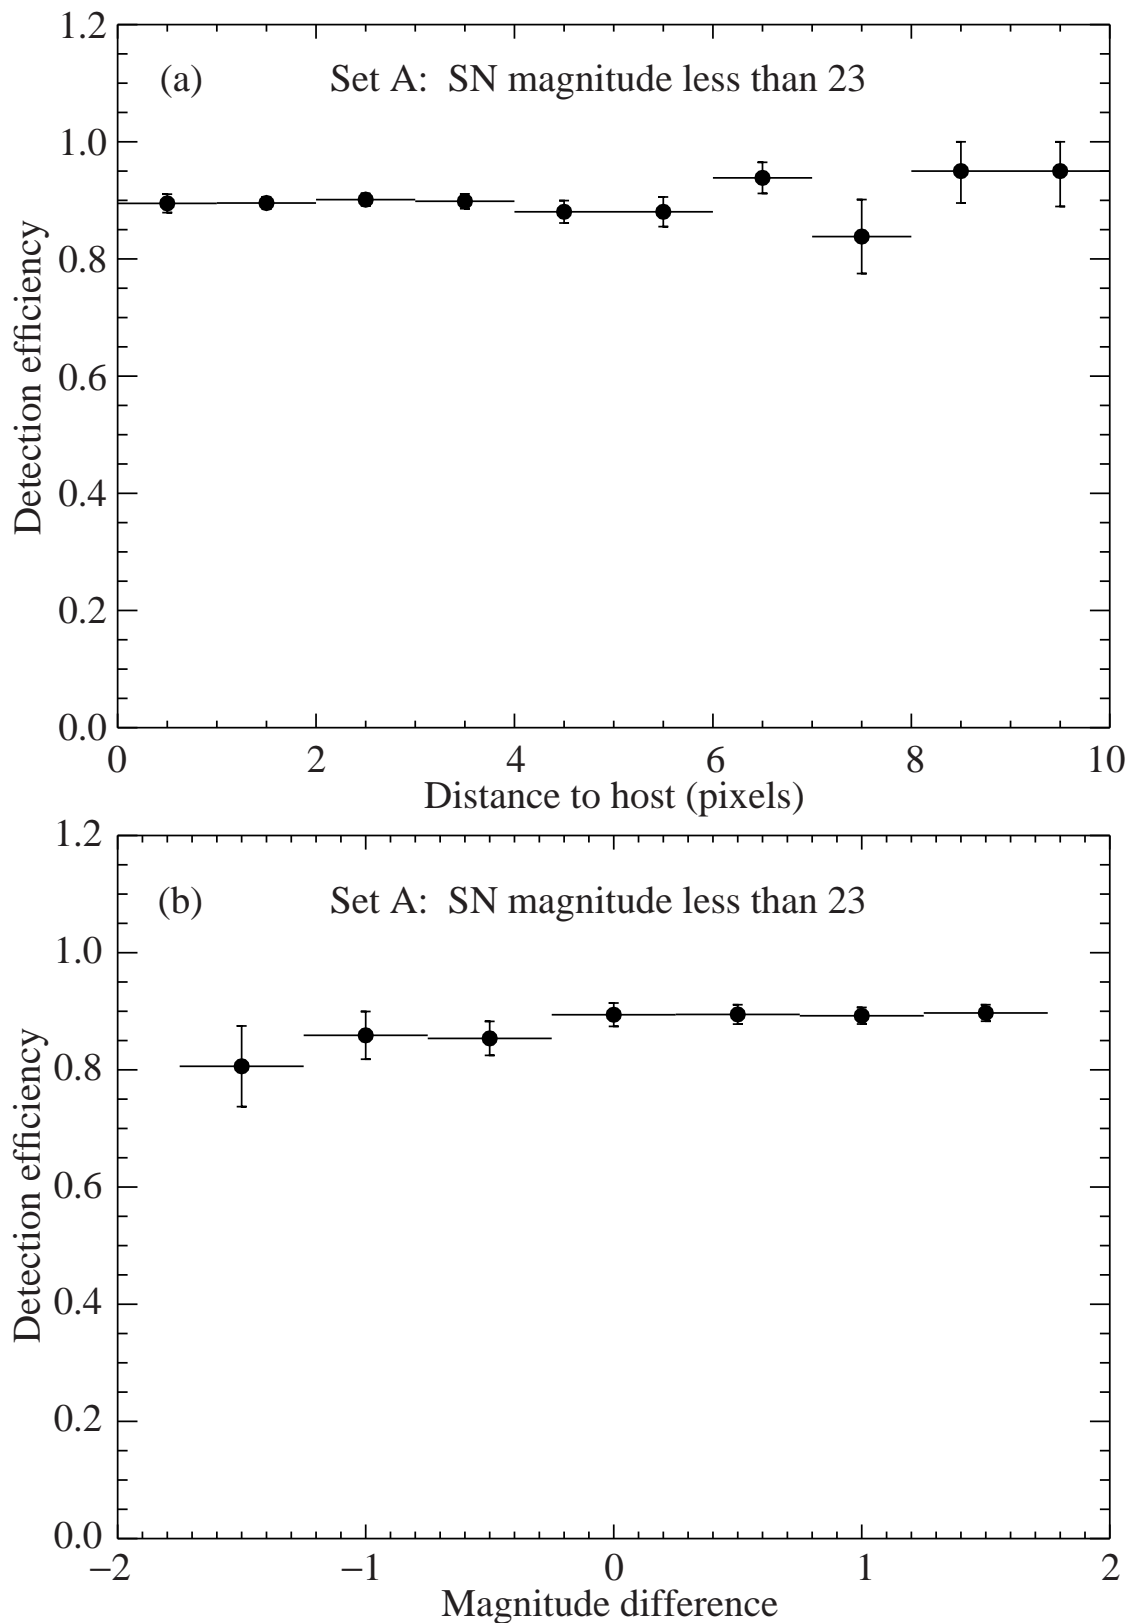 1.2
(a) Set A: SN magnitude less than 23
1.0
0.8
0.6
0.4
0.2
0.0
Detection efficiency
0 2 4 6 8 10
Distance to host (pixels)
1.2
(b) Set A: SN magnitude less than 23
1.0
0.8
0.6
0.4
0.2
0.0
Detection efficiency
−2 −1 0 1 2
Magnitude difference